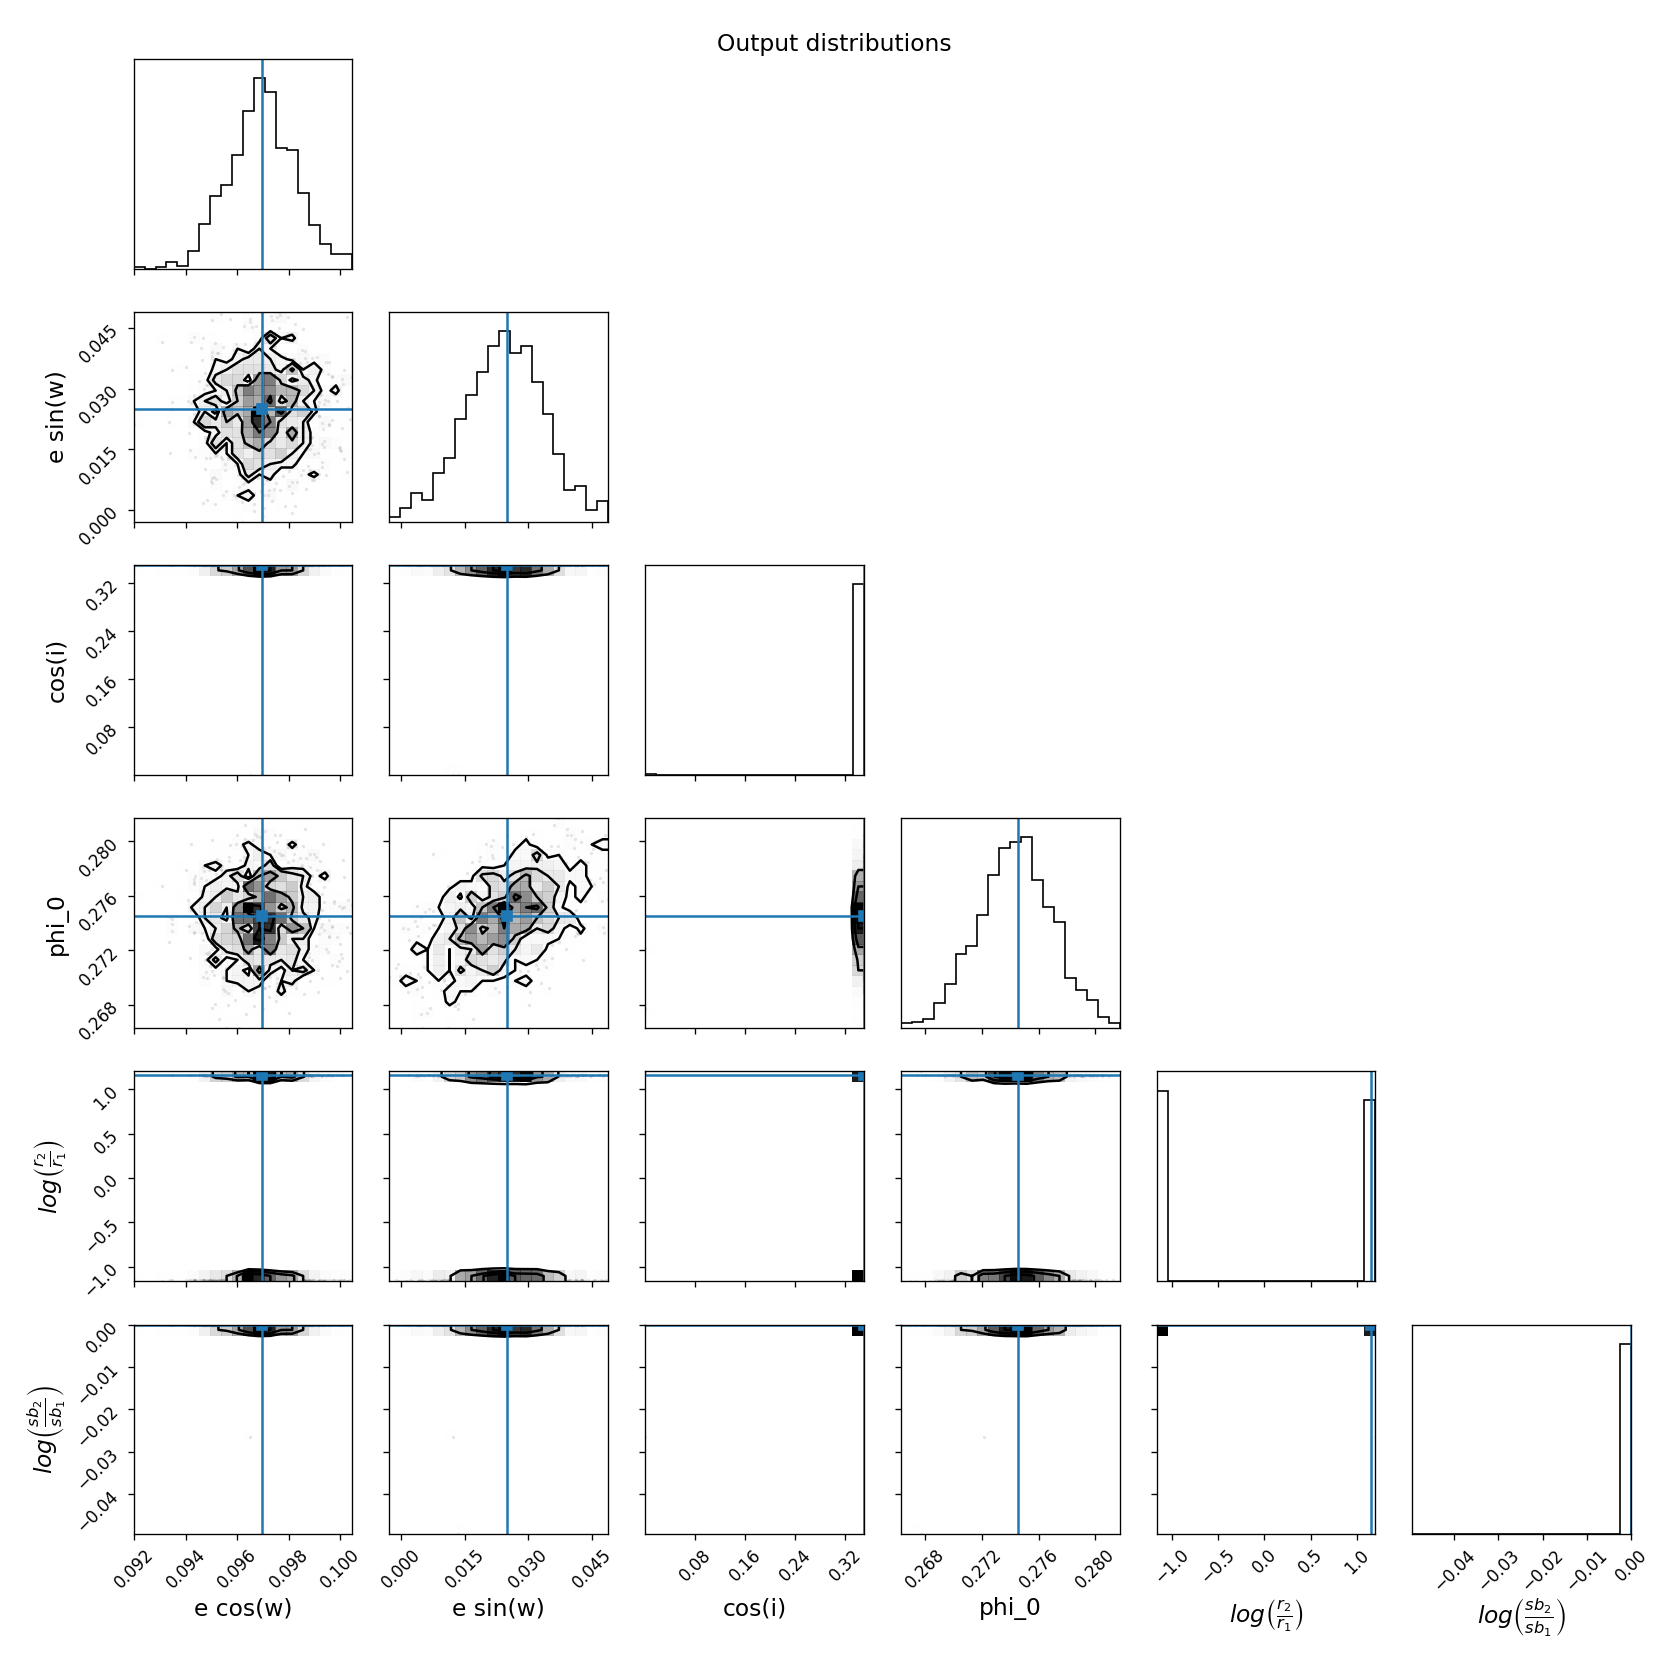 Output distributions
e sin(w)
0.045
0.030
0.015
0.000
cos(i)
0.32
0.24
0.16
0.08
phi_0
0.280
0.276
0.272
0.268
log(r₂/r₁)
1.0
0.5
0.0
−0.5
−1.0
log(sb₂/sb₁)
0.00
−0.01
−0.02
−0.03
−0.04
0.092 0.094 0.096 0.098 0.100 0.000 0.015 0.030 0.045 0.08 0.16 0.24 0.32 0.268 0.272 0.276 0.280 −1.0 −0.5 0.0 0.5 1.0 −0.04 −0.03 −0.02 −0.01 0.00
e cos(w) e sin(w) cos(i) phi_0 log(r₂/r₁) log(sb₂/sb₁)